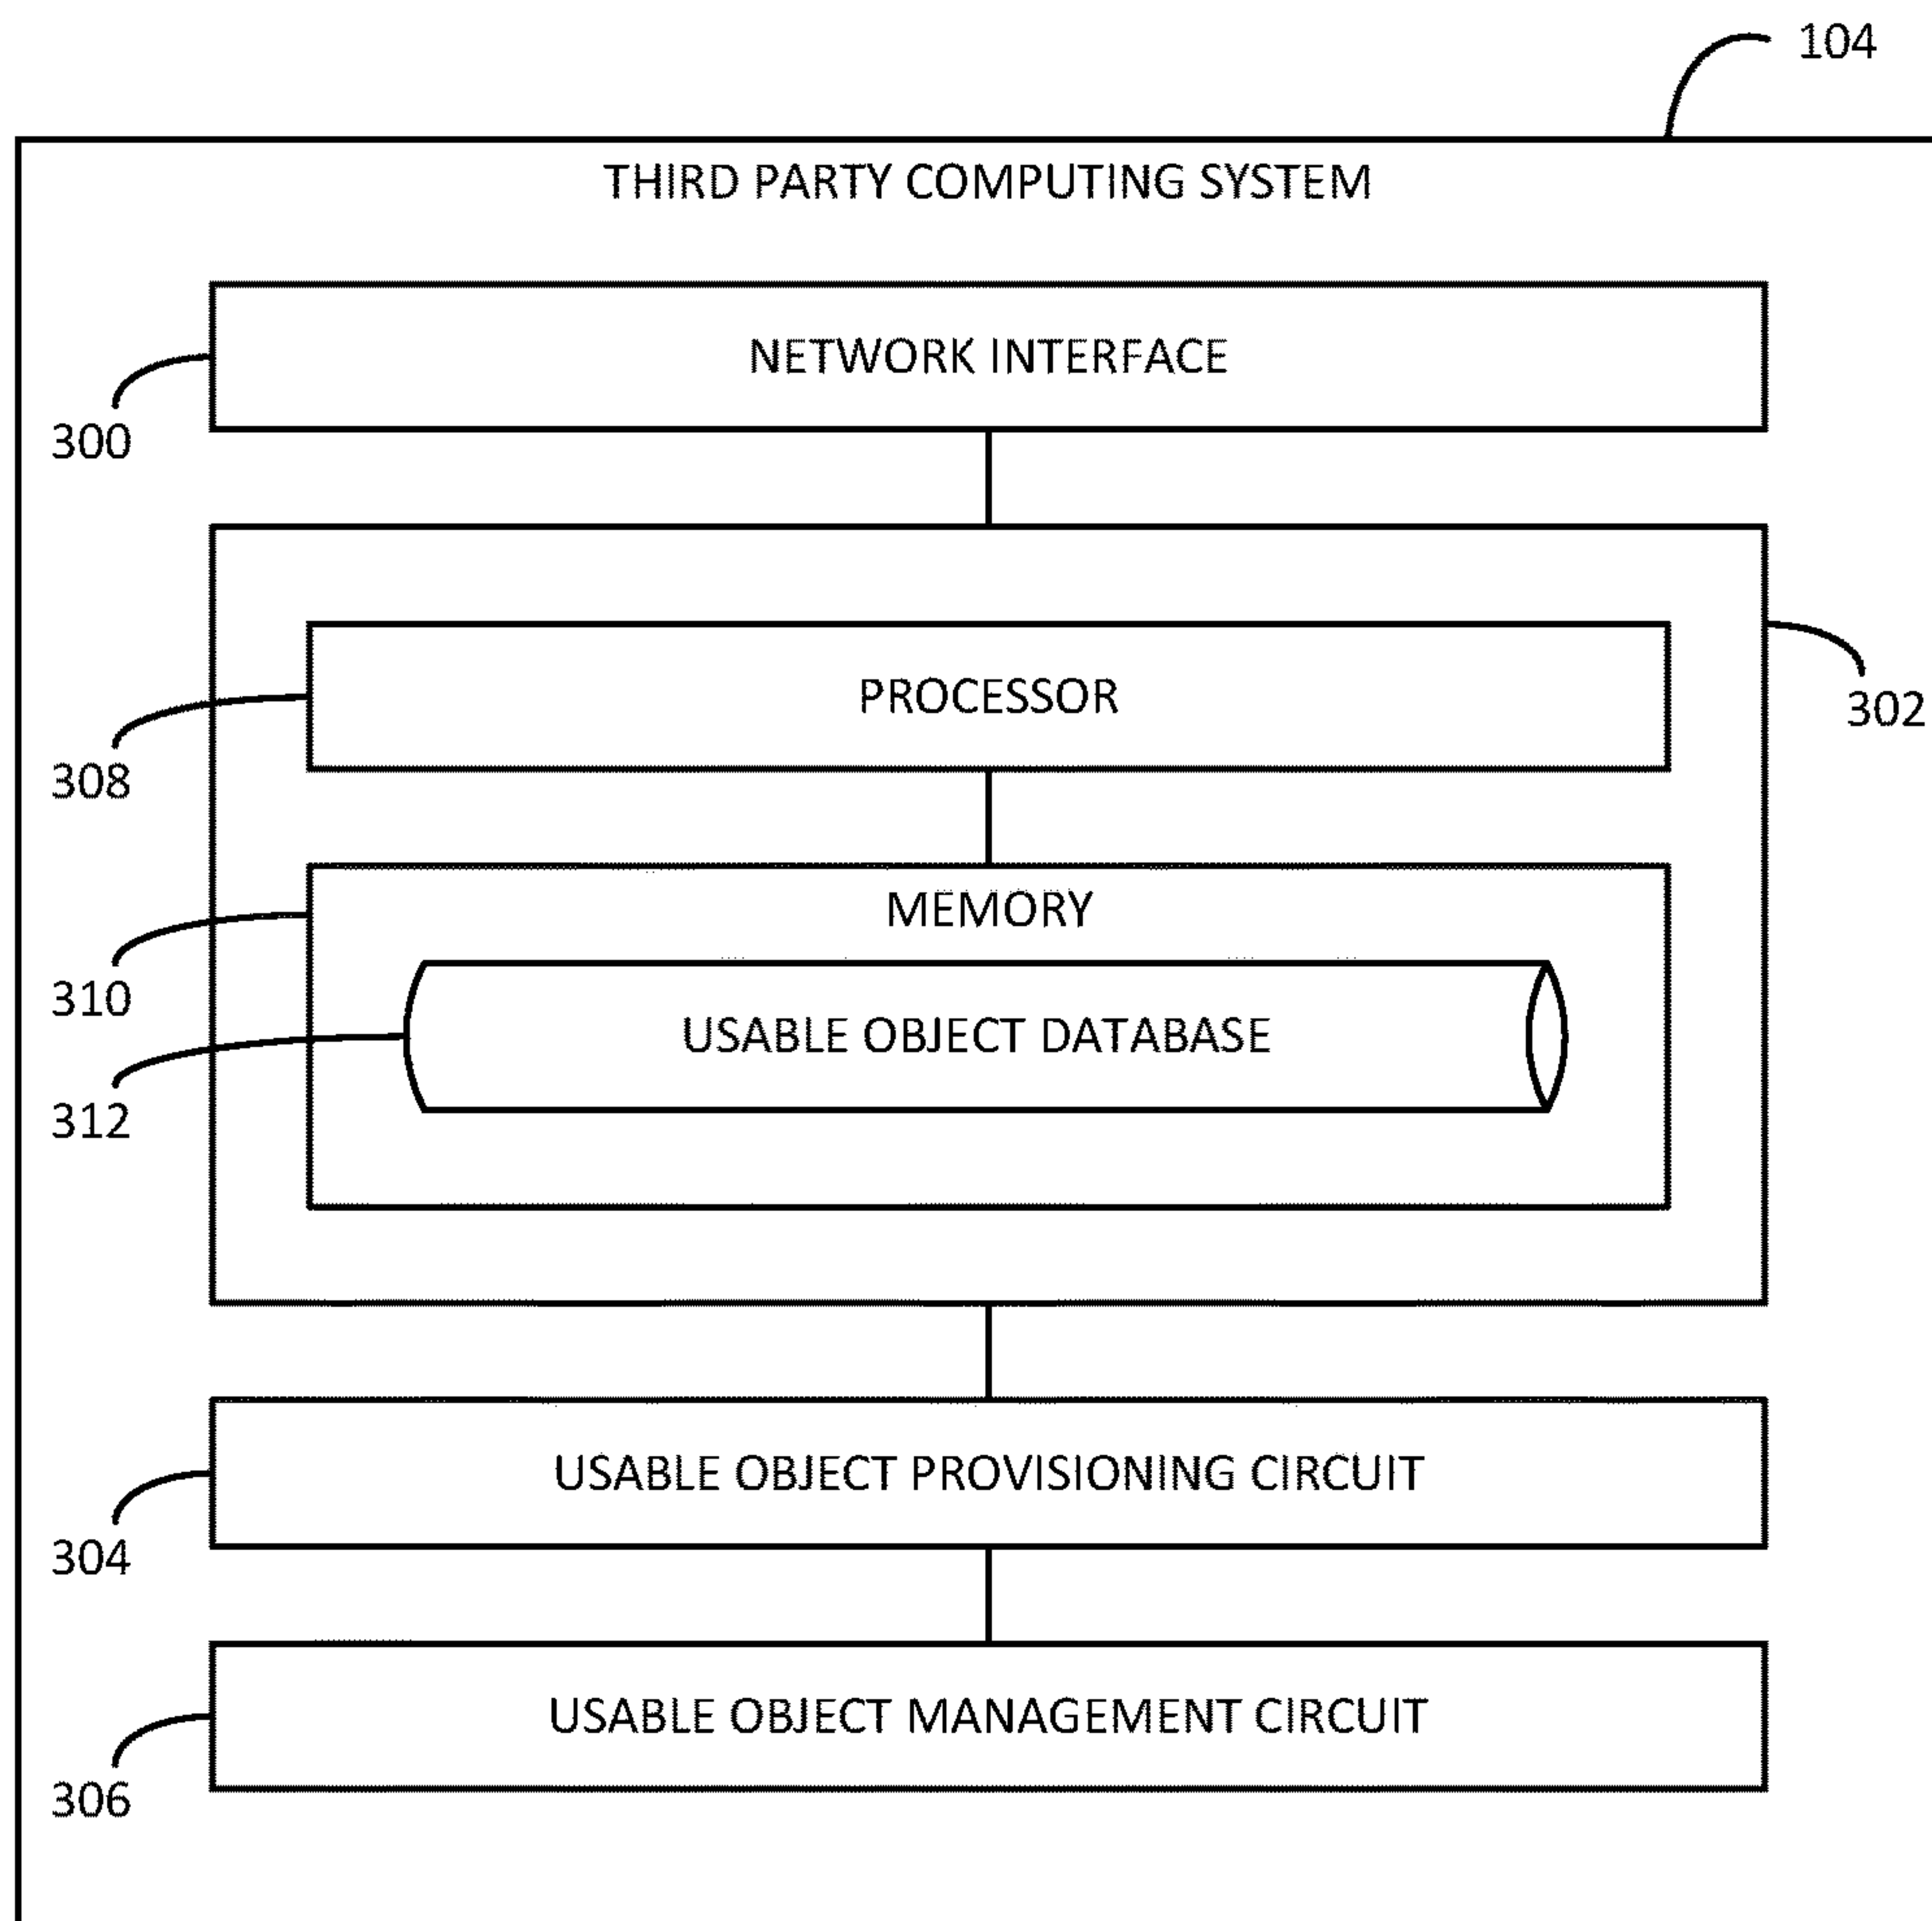 104
THIRD PARTY COMPUTING SYSTEM
NETWORK INTERFACE
300
PROCESSOR
302
308
MEMORY
310
USABLE OBJECT DATABASE
312
USABLE OBJECT PROVISIONING CIRCUIT
304
USABLE OBJECT MANAGEMENT CIRCUIT
306